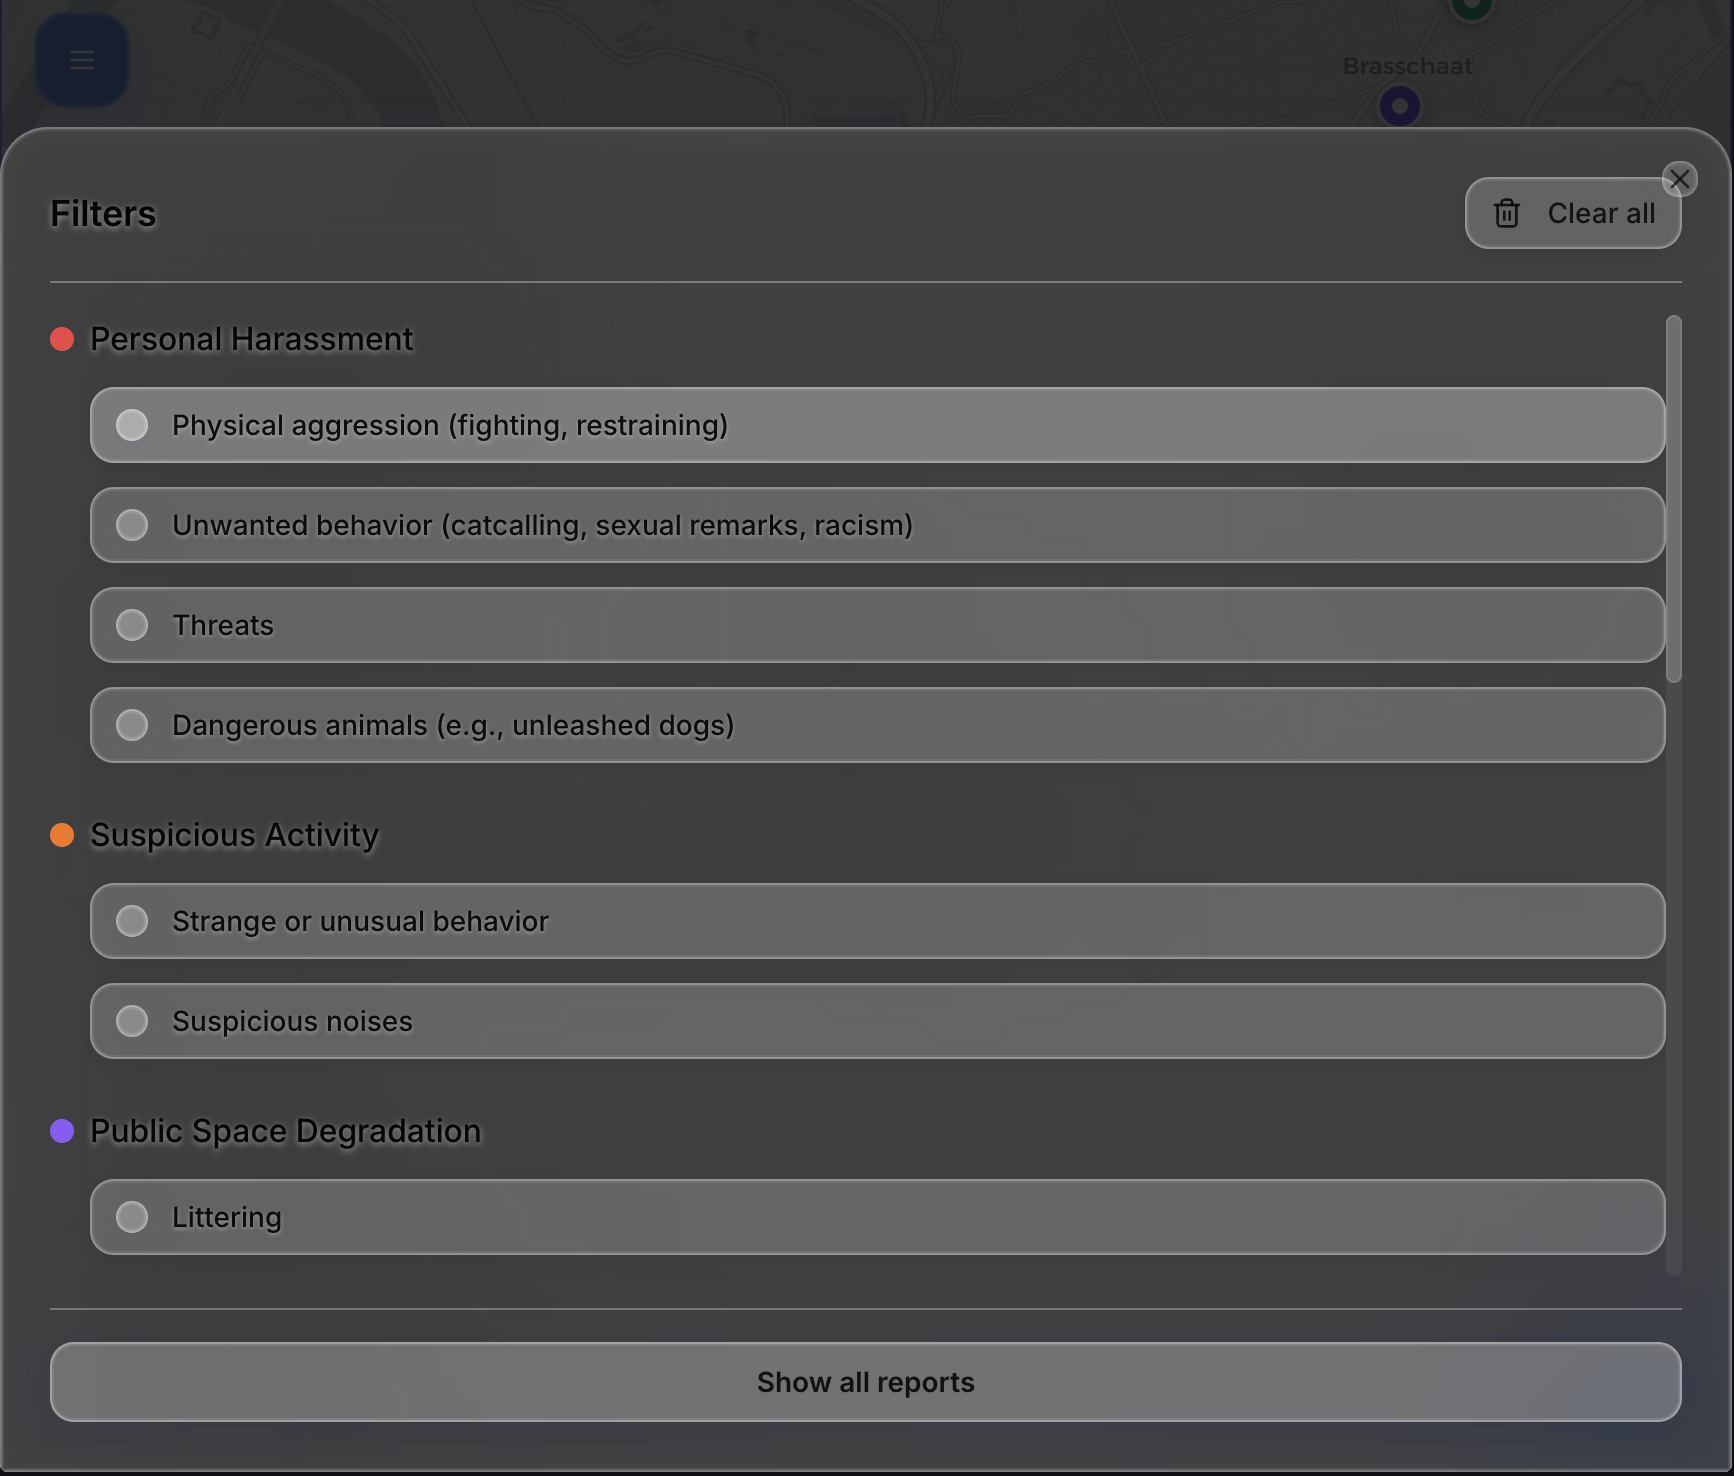 Brasschaat
Filters
Clear all
Personal Harassment
Physical aggression (fighting, restraining)
Unwanted behavior (catcalling, sexual remarks, racism)
Threats
Dangerous animals (e.g., unleashed dogs)
Suspicious Activity
Strange or unusual behavior
Suspicious noises
Public Space Degradation
Littering
Show all reports